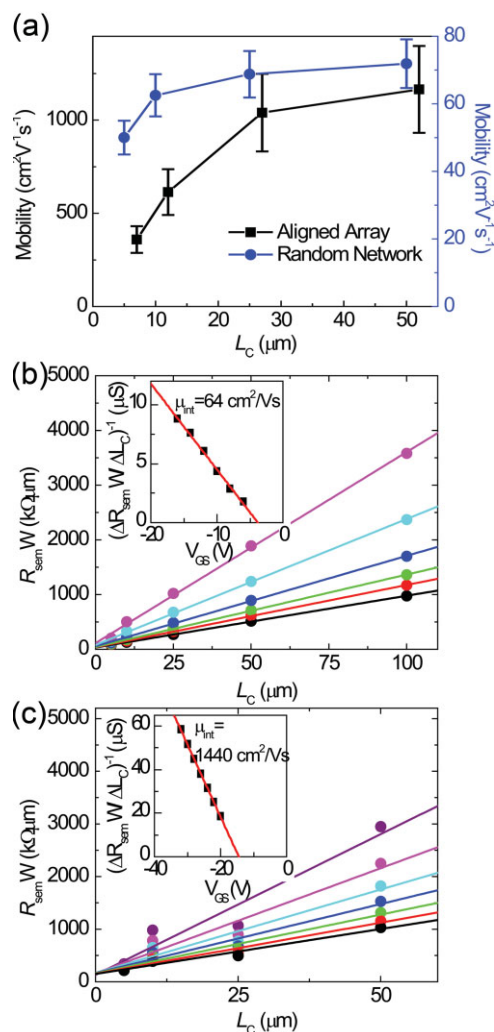 (a)
Mobility (cm²V⁻¹s⁻¹)
1000
500
0
80
60
40
20
0
Mobility (cm²V⁻¹s⁻¹)
Aligned Array
Random Network
0 10 20 30 40 50
L_C (μm)
(b)
R_sem W (kΩμm)
5000
4000
3000
2000
1000
0
(ΔR_sem W ΔL_C)⁻¹ (μS)
10
5
0
μ_int=64 cm²/Vs
-20 -10 0
V_GS (V)
0 25 50 75 100
L_C (μm)
(c)
R_sem W (kΩμm)
5000
4000
3000
2000
1000
0
(ΔR_sem W ΔL_C)⁻¹ (μS)
60
40
20
0
μ_int=
1440 cm²/Vs
-40 -20 0
V_GS (V)
0 25 50
L_C (μm)